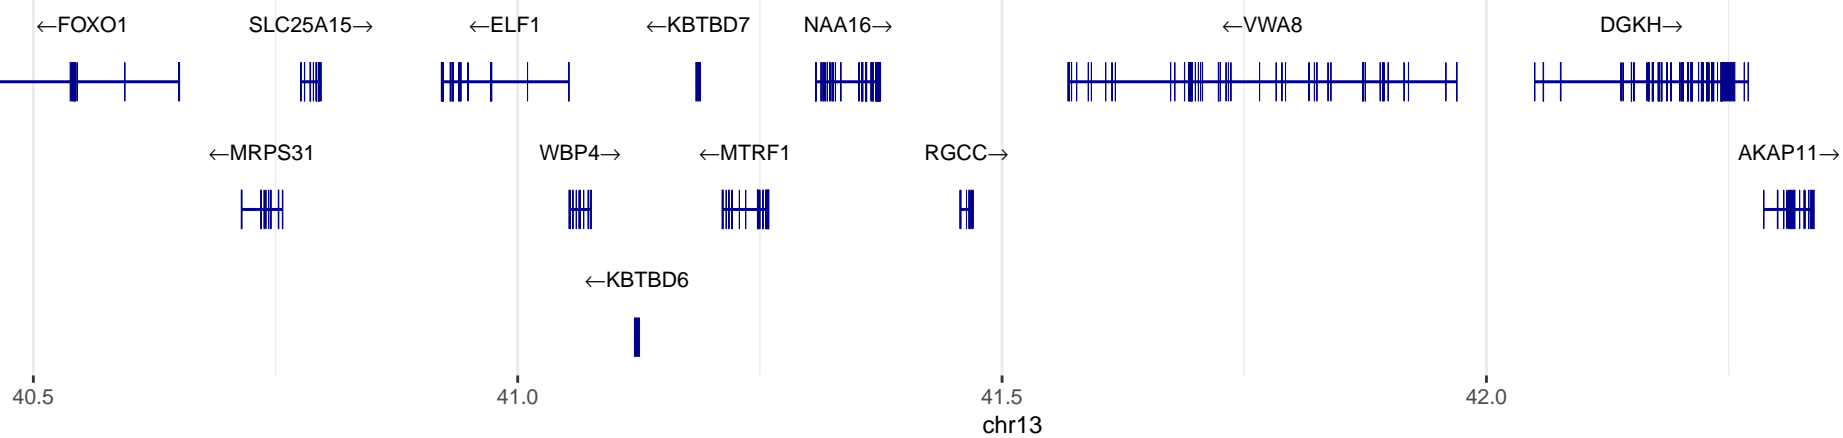 ←FOXO1 SLC25A15→ ←ELF1 ←KBTBD7 NAA16→ ←VWA8 DGKH→
←MRPS31 WBP4→ ←MTRF1 RGCC→ AKAP11→
←KBTBD6
40.5 41.0 41.5 42.0
chr13